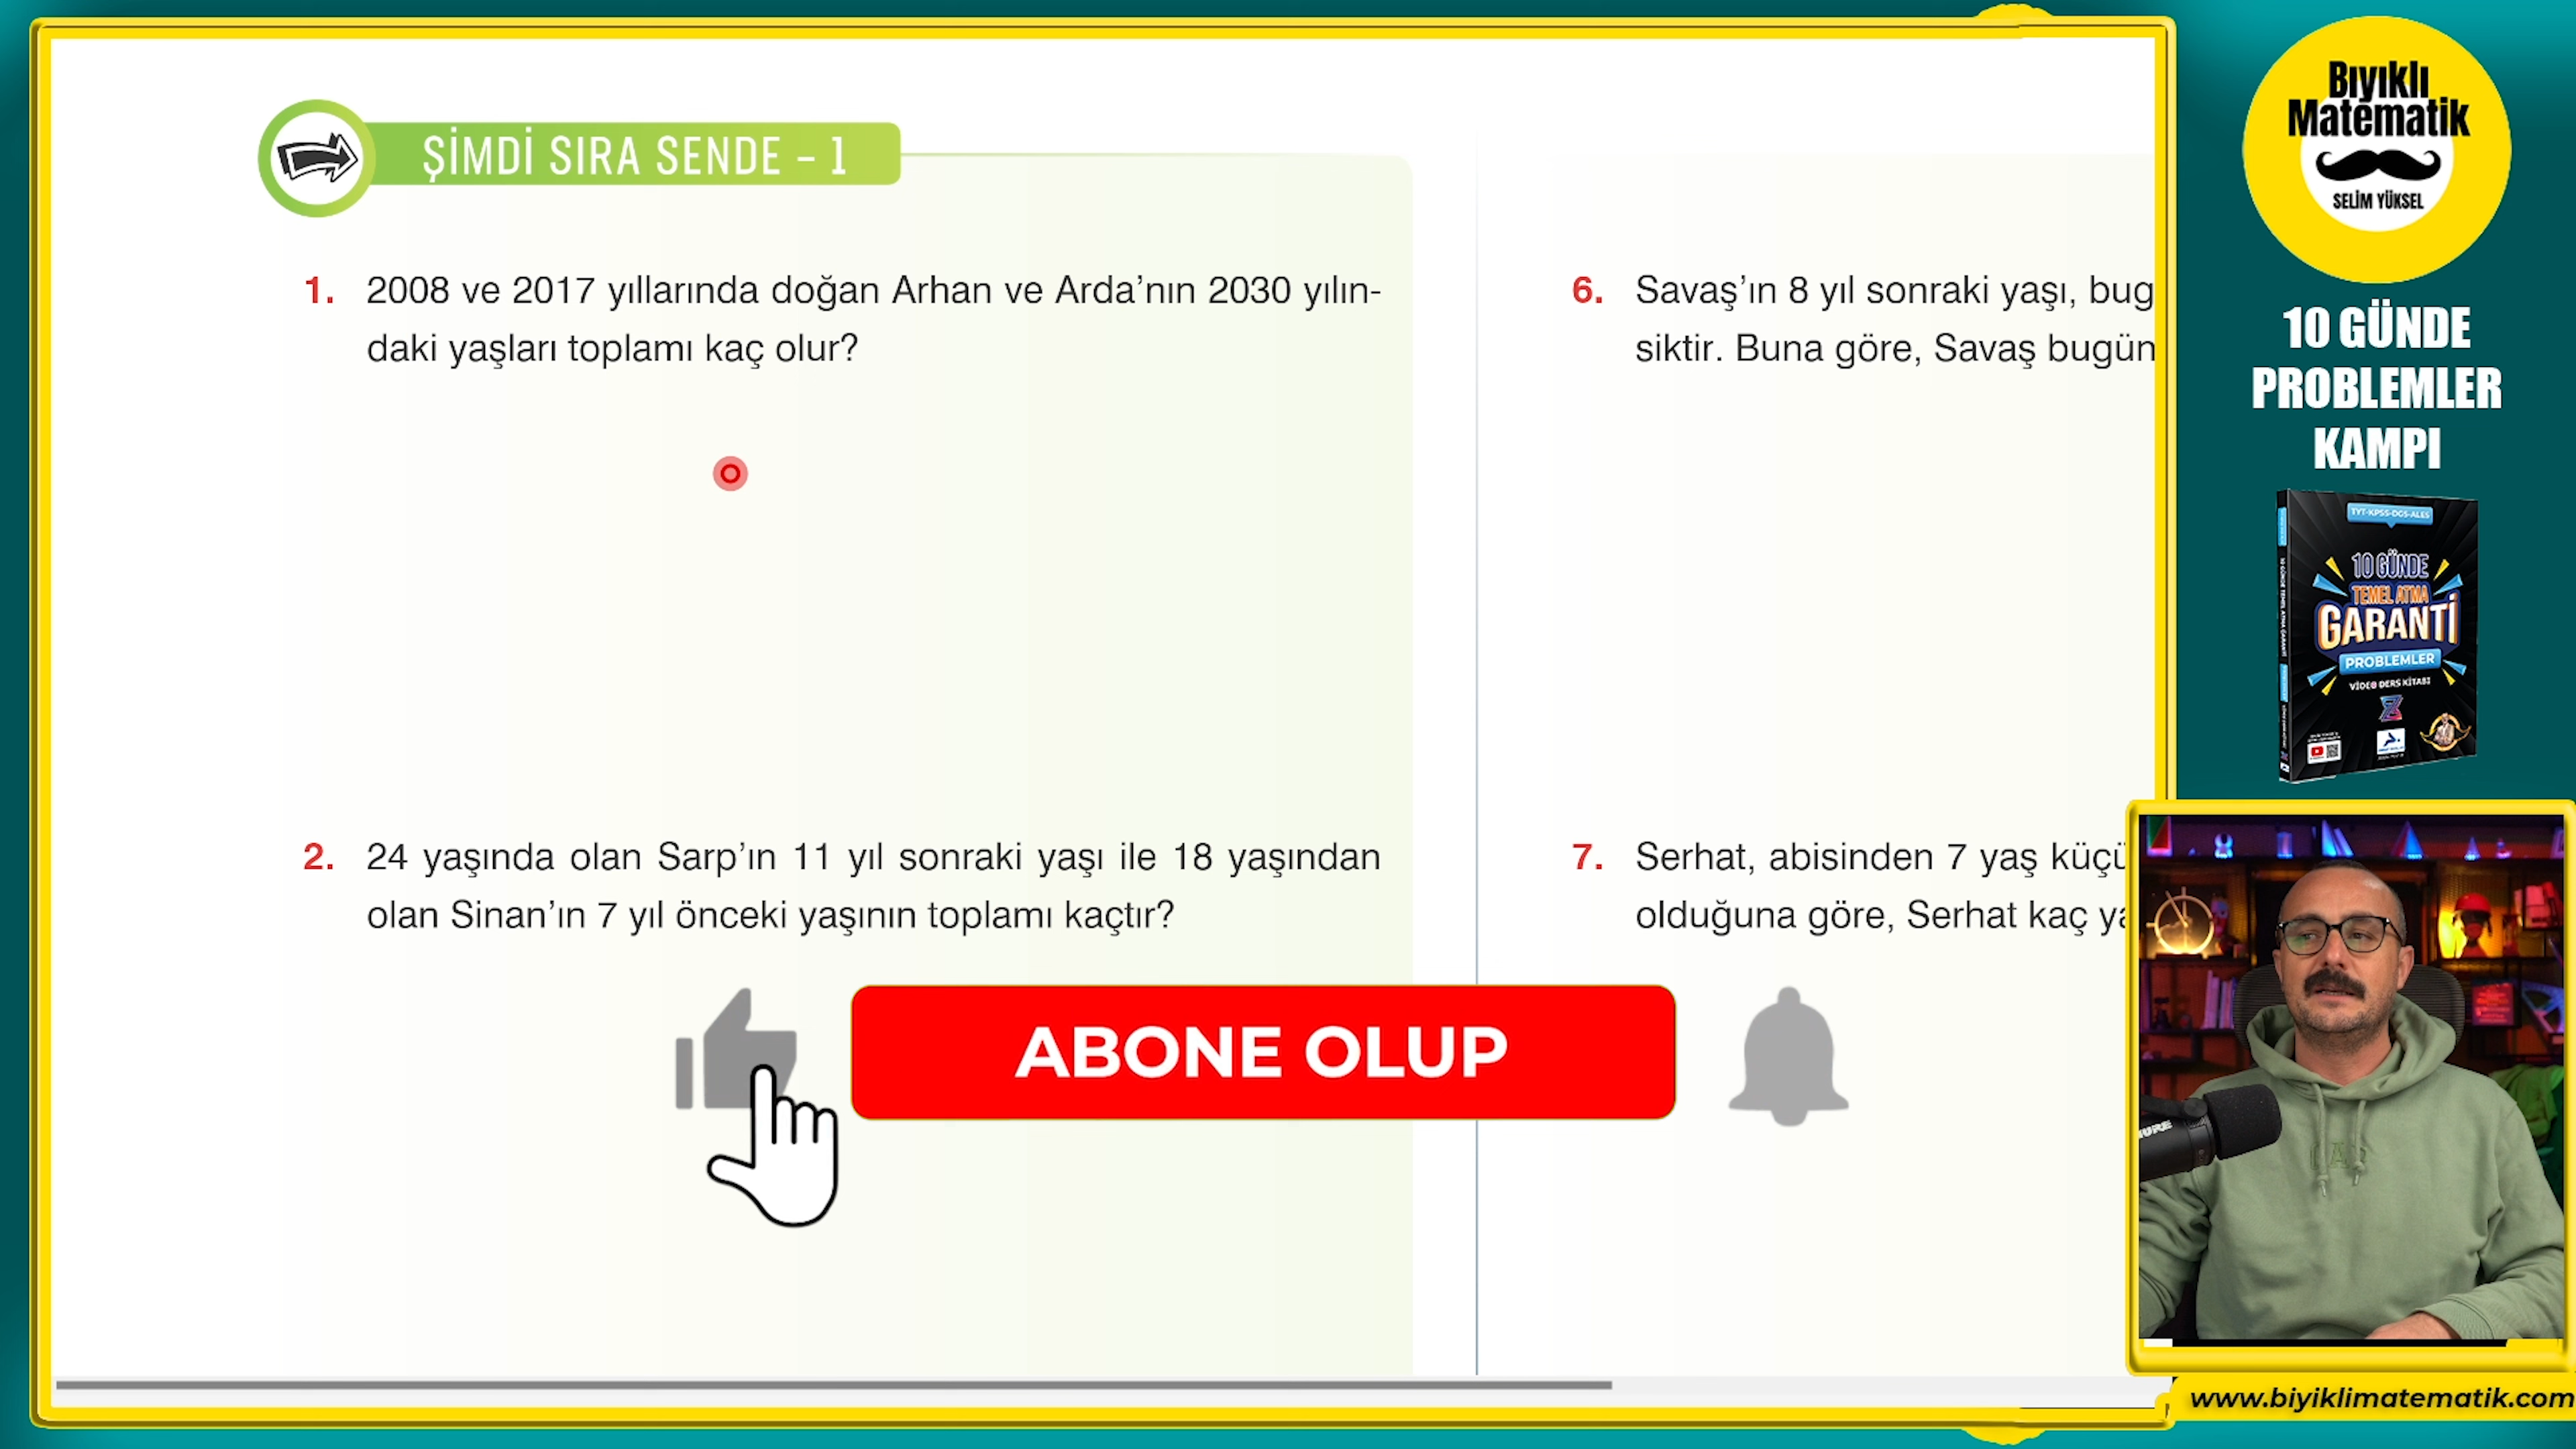 ŞİMDİ SIRA SENDE – 1
1. 2008 ve 2017 yıllarında doğan Arhan ve Arda'nın 2030 yılın-
daki yaşları toplamı kaç olur?
2. 24 yaşında olan Sarp'ın 11 yıl sonraki yaşı ile 18 yaşından
olan Sinan'ın 7 yıl önceki yaşının toplamı kaçtır?
6. Savaş'ın 8 yıl sonraki yaşı, bug
siktir. Buna göre, Savaş bugün
7. Serhat, abisinden 7 yaş küçü
olduğuna göre, Serhat kaç ya
ABONE OLUP
Bıyıklı
Matematik
SELİM YÜKSEL
10 GÜNDE
PROBLEMLER
KAMPI
TYT-KPSS-DGS-ALES
10 GÜNDE
TEMEL ATMA
GARANTİ
PROBLEMLER
VİDEO DERS KİTABI
www.biyiklimatematik.com